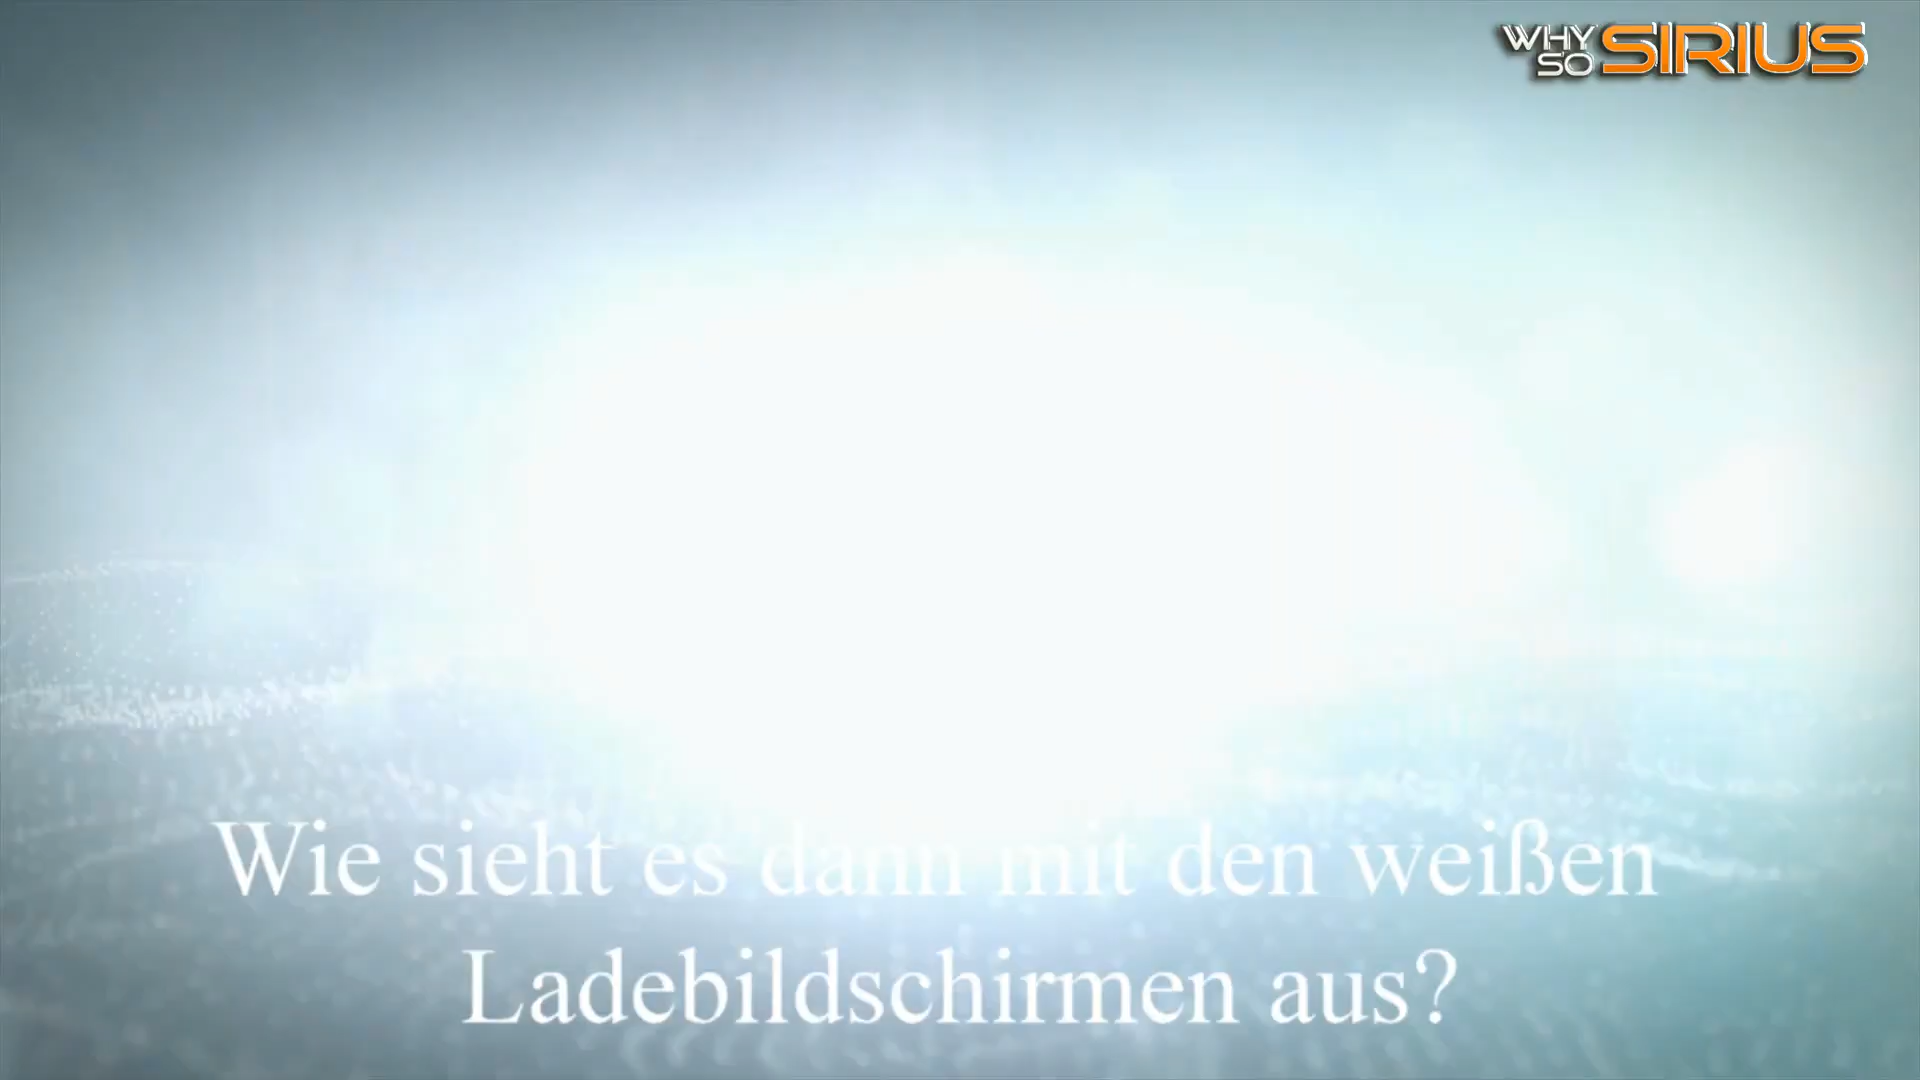 WHY
SO SIRIUS
Wie sieht es dann mit den weißen
Ladebildschirmen aus?